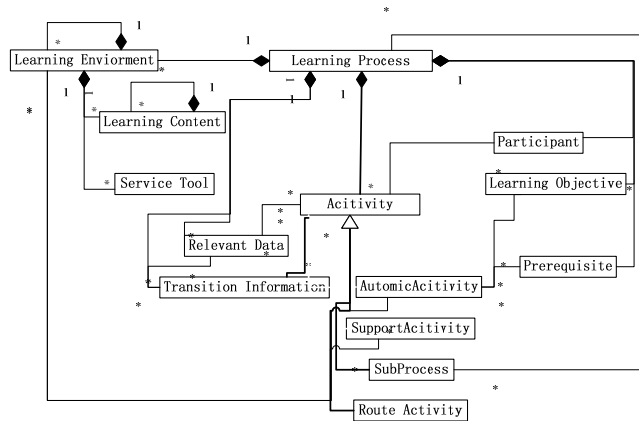 *
1
1
Learning Enviorment
*
*
Learning Process
1
1
1
1
1
1
*
*
*
1
Learning Content
Participant
Service Tool
*
*
Learning Objective
*
*
*
Acitivity
*
*
*
Relevant Data
*
*
*
*
Prerequisite
*
*
*
Transition Information
AutomicAcitivity
*
*
SupportAcitivity
*
SubProcess
*
*
Route Activity